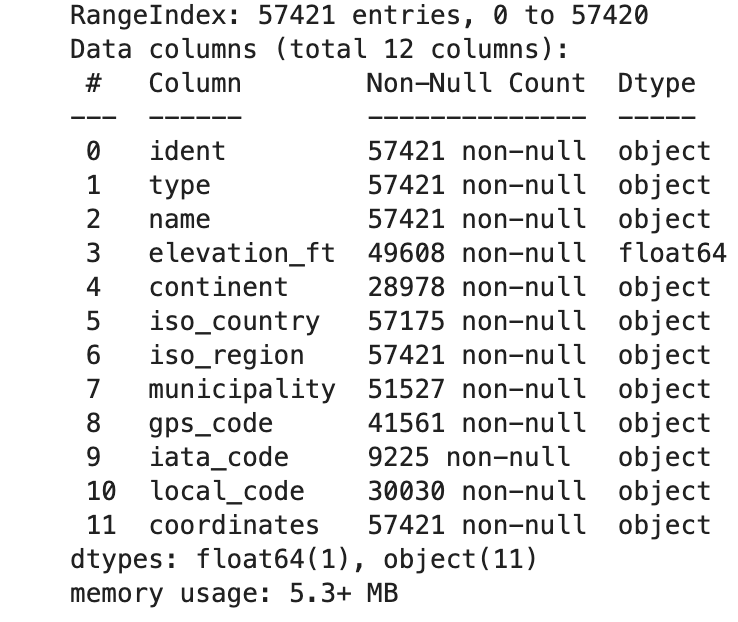 RangeIndex: 57421 entries, 0 to 57420
Data columns (total 12 columns):
 #   Column        Non-Null Count  Dtype
---  ------        --------------  -----
 0   ident         57421 non-null  object
 1   type          57421 non-null  object
 2   name          57421 non-null  object
 3   elevation_ft  49608 non-null  float64
 4   continent     28978 non-null  object
 5   iso_country   57175 non-null  object
 6   iso_region    57421 non-null  object
 7   municipality  51527 non-null  object
 8   gps_code      41561 non-null  object
 9   iata_code     9225 non-null   object
 10  local_code    30030 non-null  object
 11  coordinates   57421 non-null  object
dtypes: float64(1), object(11)
memory usage: 5.3+ MB